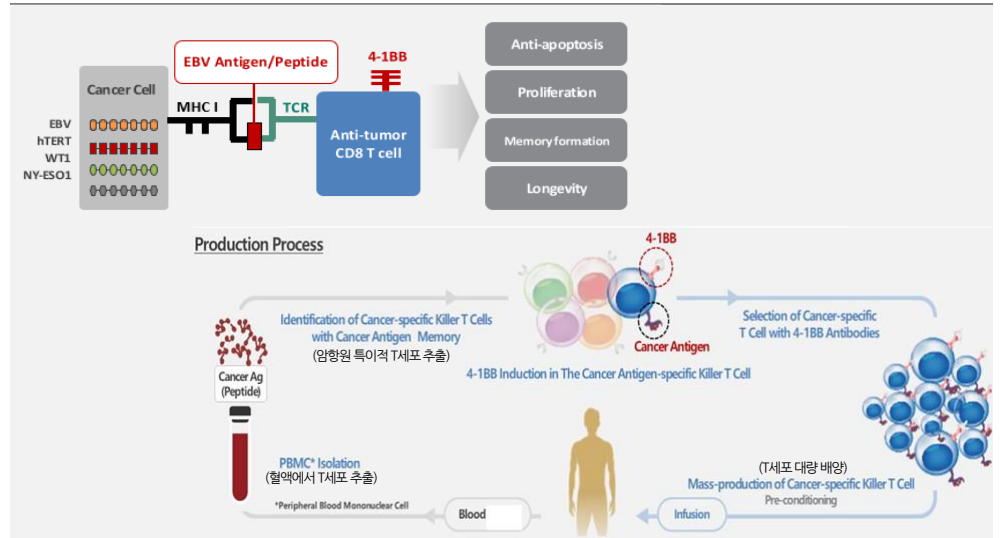 EBV Antigen/Peptide
4-1BB
Cancer Cell
MHC I
TCR
EBV
hTERT
WT1
NY-ESO1
Anti-tumor
CD8 T cell
Anti-apoptosis
Proliferation
Memory formation
Longevity
Production Process
4-1BB
Identification of Cancer-specific Killer T Cells
with Cancer Antigen Memory
(암항원 특이적 T세포 추출)
Cancer Antigen
4-1BB Induction in The Cancer Antigen-specific Killer T Cell
Selection of Cancer-specific
T Cell with 4-1BB Antibodies
Cancer Ag
(Peptide)
PBMC* Isolation
(혈액에서 T세포 추출)
*Peripheral Blood Mononuclear Cell
Blood
Infusion
(T세포 대량 배양)
Mass-production of Cancer-specific Killer T Cell
Pre-conditioning